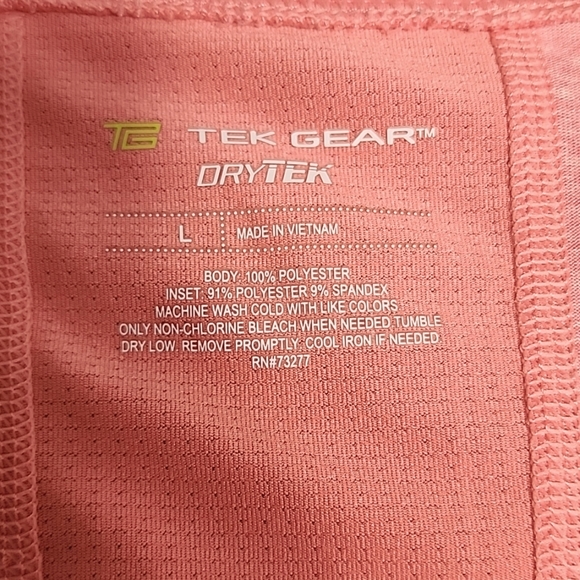 TG TEK GEAR™
DRYTEK
L MADE IN VIETNAM
BODY: 100% POLYESTER
INSET: 91% POLYESTER 9% SPANDEX
MACHINE WASH COLD WITH LIKE COLORS
ONLY NON-CHLORINE BLEACH WHEN NEEDED TUMBLE
DRY LOW. REMOVE PROMPTLY. COOL IRON IF NEEDED
RN#73277